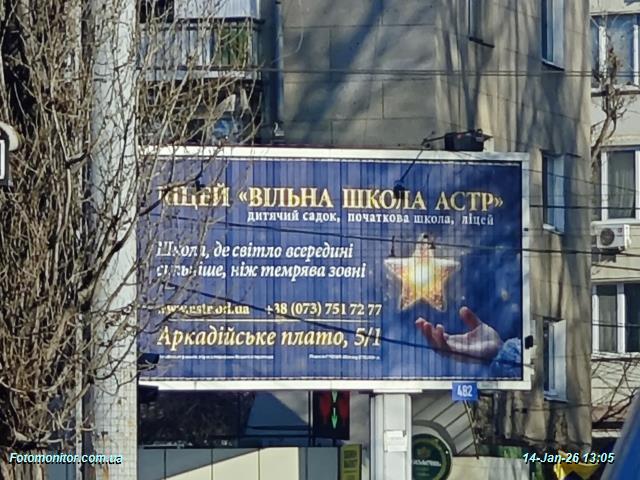 ЛІЦЕЙ «ВІЛЬНА ШКОЛА АСТР»
дитячий садок, початкова школа, ліцей
Школа, де світло всередині
сильніше, ніж темрява зовні
+38 (073) 751 72 77
Аркадійське плато, 5/1
482
Fotomonitor.com.ua
14-Jan-26 13:05